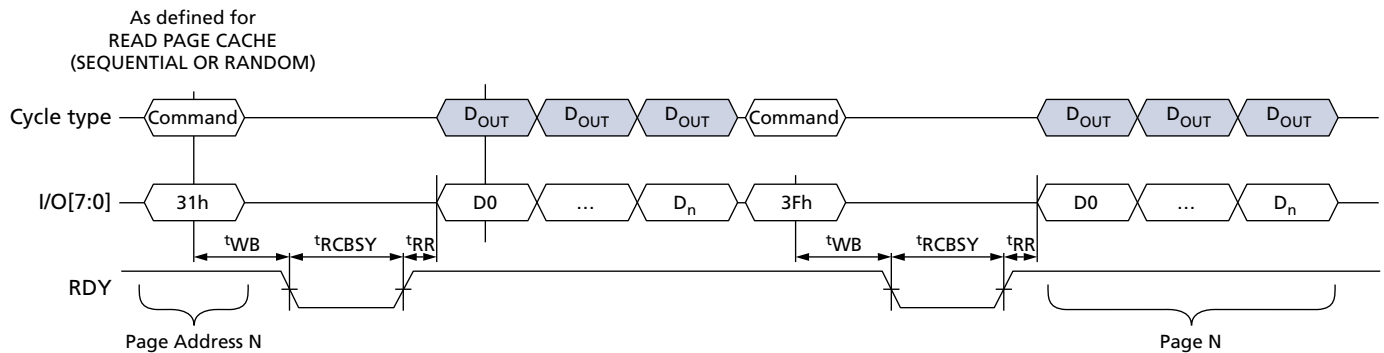 As defined for
READ PAGE CACHE
(SEQUENTIAL OR RANDOM)
Cycle type Command DOUT DOUT DOUT Command DOUT DOUT DOUT
I/O[7:0] 31h D0 ... Dn 3Fh D0 ... Dn
tWB tRCBSY tRR tWB tRCBSY tRR
RDY
Page Address N Page N